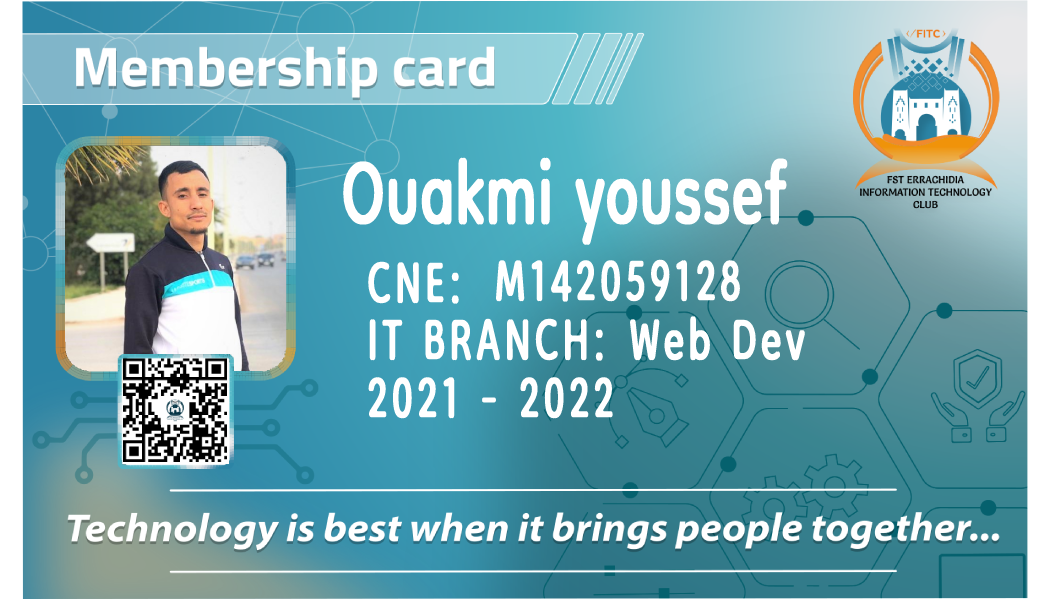 Membership card
FITC
FST ERRACHIDIA
INFORMATION TECHNOLOGY
CLUB
Ouakmi youssef
CNE: M142059128
IT BRANCH: Web Dev
2021 - 2022
Technology is best when it brings people together...